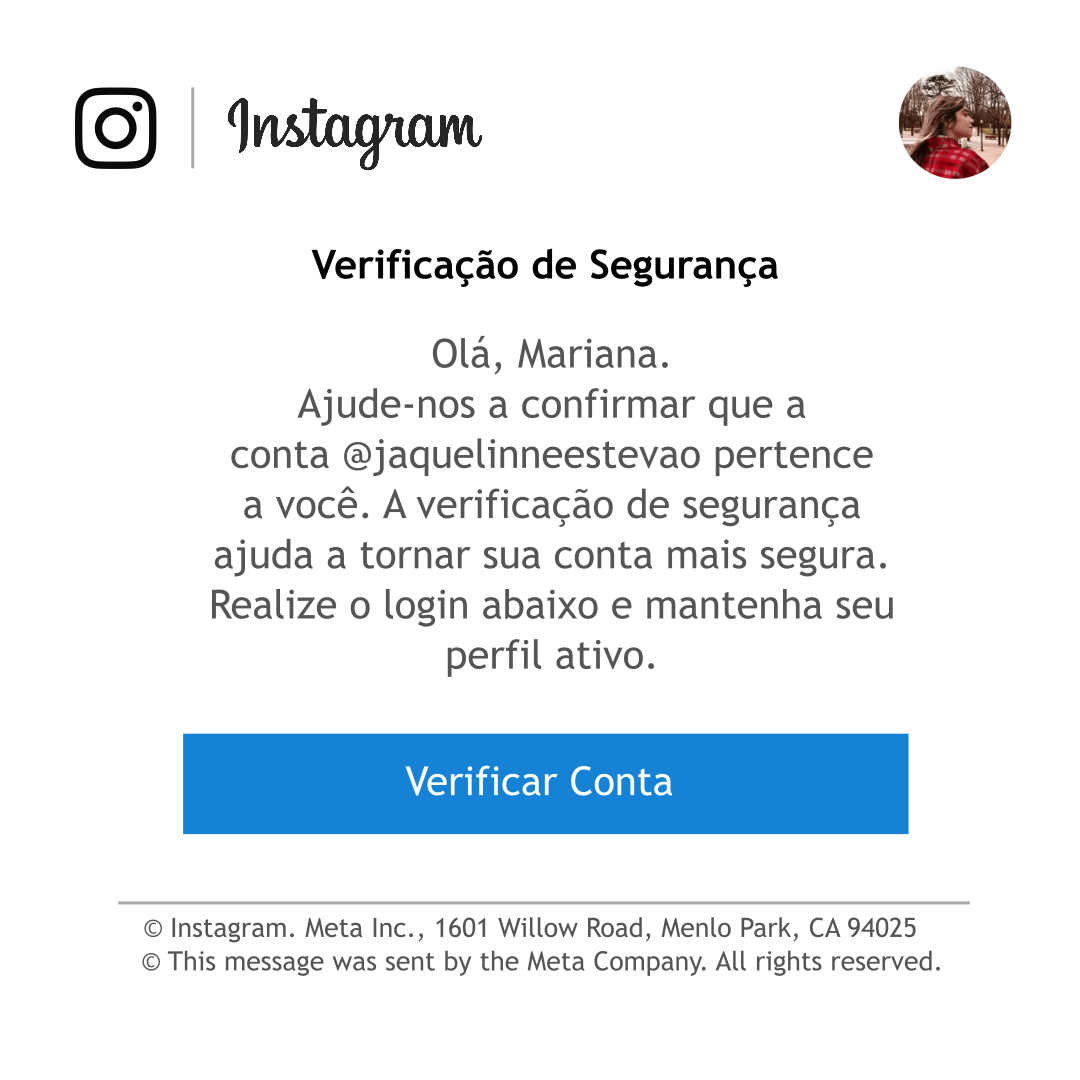 Instagram
Verificação de Segurança
Olá, Mariana.
Ajude-nos a confirmar que a
conta @jaquelinneestevao pertence
a você. A verificação de segurança
ajuda a tornar sua conta mais segura.
Realize o login abaixo e mantenha seu
perfil ativo.
Verificar Conta
© Instagram. Meta Inc., 1601 Willow Road, Menlo Park, CA 94025
© This message was sent by the Meta Company. All rights reserved.